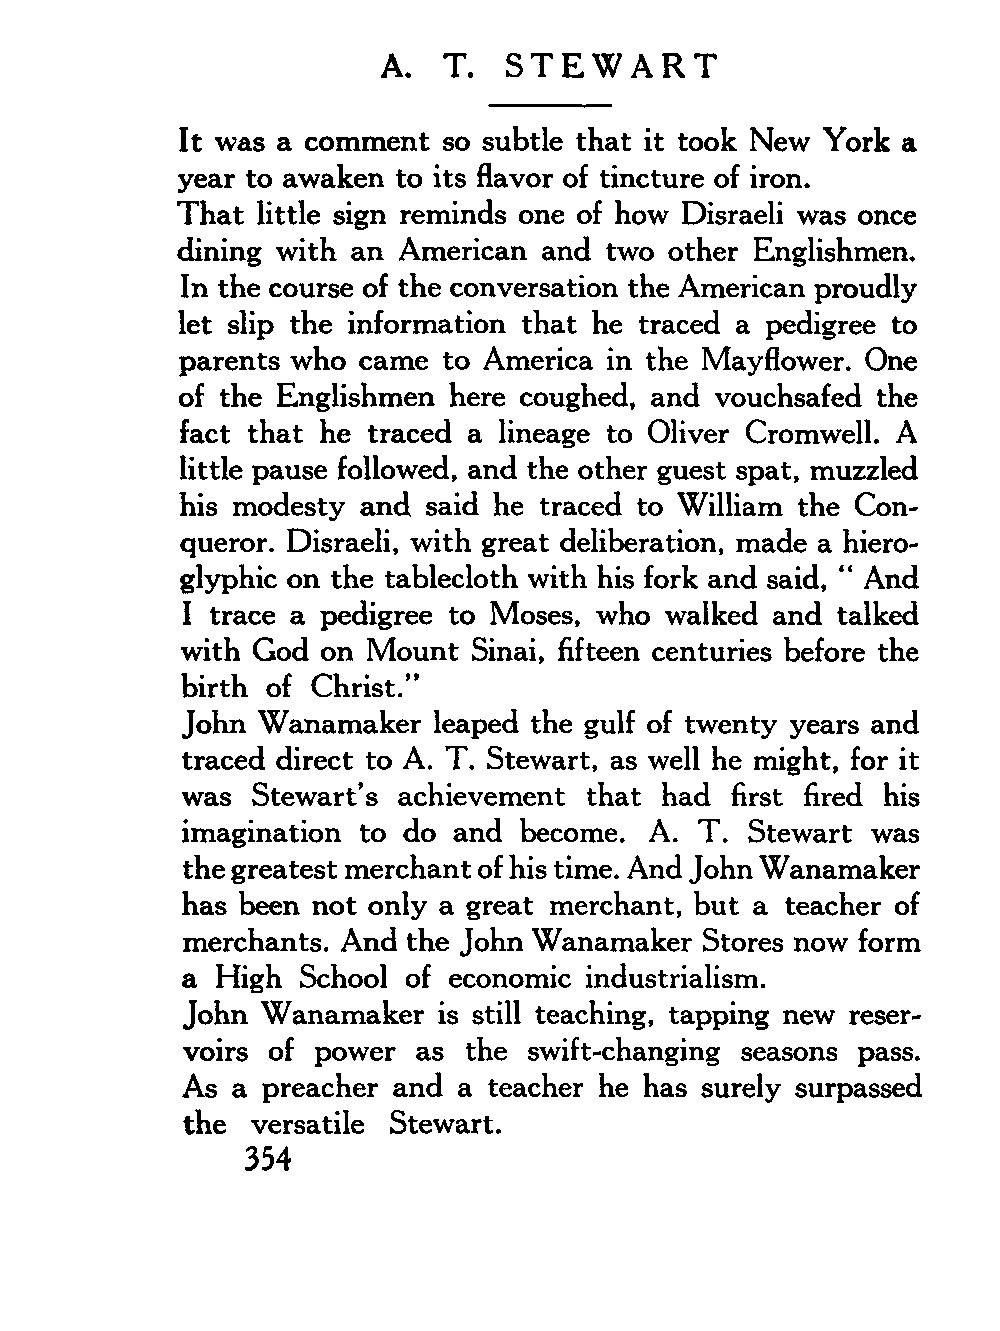 A. T. STEWART
It was a comment so subtle that it took New York a
year to awaken to its flavor of tincture of iron.
That little sign reminds one of how Disraeli was once
dining with an American and two other Englishmen.
In the course of the conversation the American proudly
let slip the information that he traced a pedigree to
parents who came to America in the Mayflower. One
of the Englishmen here coughed, and vouchsafed the
fact that he traced a lineage to Oliver Cromwell. A
little pause followed, and the other guest spat, muzzled
his modesty and said he traced to William the Con-
queror. Disraeli, with great deliberation, made a hiero-
glyphic on the tablecloth with his fork and said, “ And
I trace a pedigree to Moses, who walked and talked
with God on Mount Sinai, fifteen centuries before the
birth of Christ.”
John Wanamaker leaped the gulf of twenty years and
traced direct to A. T. Stewart, as well he might, for it
was Stewart's achievement that had first fired his
imagination to do and become. A. T. Stewart was
the greatest merchant of his time. And John Wanamaker
has been not only a great merchant, but a teacher of
merchants. And the John Wanamaker Stores now form
a High School of economic industrialism.
John Wanamaker is still teaching, tapping new reser-
voirs of power as the swift-changing seasons pass.
As a preacher and a teacher he has surely surpassed
the versatile Stewart.
354